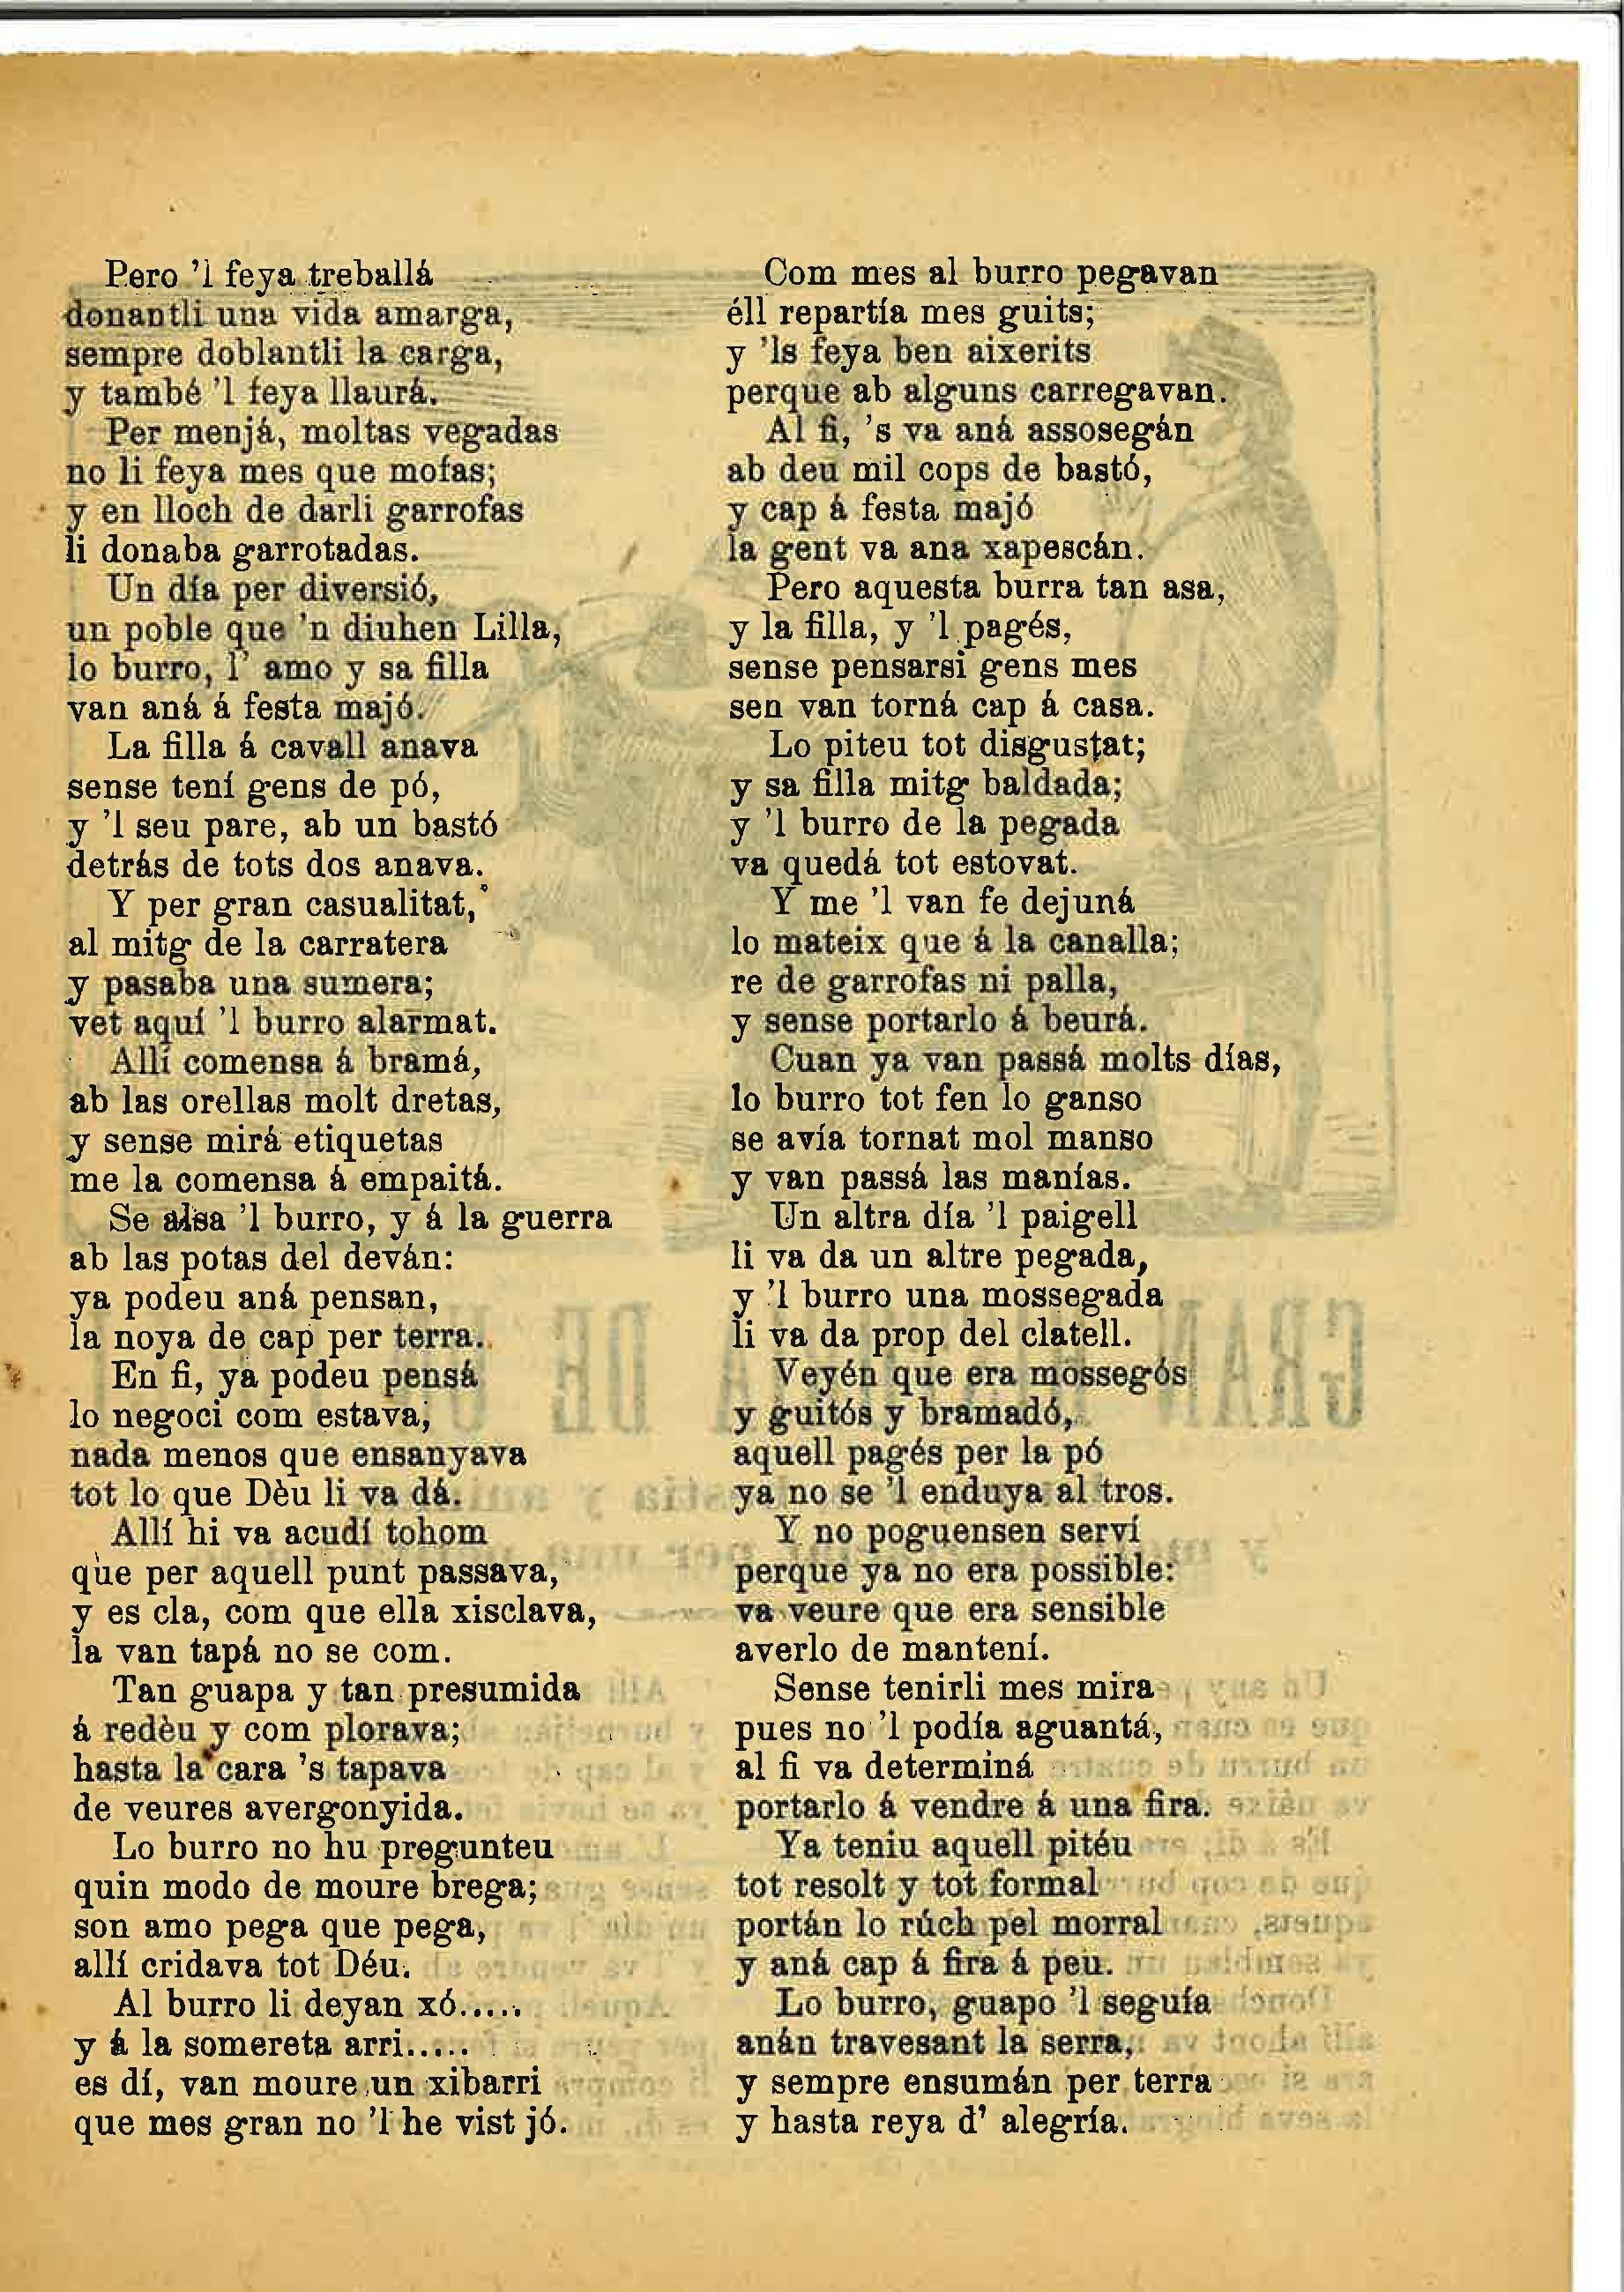 Pero 'l feya treballá
donantli una vida amarga,
sempre doblantli la carga,
y també 'l feya llaurá.
Per menjá, moltas vegadas
no li feya mes que mofas;
y en lloch de darli garrofas
li donaba garrotadas.
Un día per diversió,
un poble que 'n diuhen Lilla,
lo burro, l' amo y sa filla
van aná á festa majó.
La filla á cavall anava
sense tení gens de pó,
y 'l seu pare, ab un bastó
detrás de tots dos anava.
Y per gran casualitat,
al mitg de la carratera
y pasaba una sumera;
vet aquí 'l burro alarmat.
Allí comensa á bramá,
ab las orellas molt dretas,
y sense mirá etiquetas
me la comensa á empaitá.
Se alsa 'l burro, y á la guerra
ab las potas del deván:
ya podeu aná pensan,
la noya de cap per terra.
En fi, ya podeu pensá
lo negoci com estava;
nada menos que ensanyava
tot lo que Dèu li va dá.
Allí hi va acudí tohom
que per aquell punt passava,
y es cla, com que ella xisclava,
la van tapá no se com.
Tan guapa y tan presumida
á redèu y com plorava;
hasta la cara 's tapava
de veures avergonyida.
Lo burro no hu pregunteu
quin modo de moure brega;
son amo pega que pega,
allí cridava tot Déu.
Al burro li deyan xó.....
y á la somereta arri.....
es dí, van moure un xibarri
que mes gran no 'l he vist jó.
Com mes al burro pegavan
éll repartía mes guits;
y 'ls feya ben aixerits
perque ab alguns carregavan.
Al fi, 's va aná assosegán
ab deu mil cops de bastó,
y cap á festa majó
la gent va ana xapescán.
Pero aquesta burra tan asa,
y la filla, y 'l pagés,
sense pensarsi gens mes
sen van torná cap á casa.
Lo piteu tot disgustat;
y sa filla mitg baldada;
y 'l burro de la pegada
va quedá tot estovat.
Y me 'l van fe dejuná
lo mateix que á la canalla;
re de garrofas ni palla,
y sense portarlo á beurá.
Cuan ya van passá molts días,
lo burro tot fen lo ganso
se avía tornat mol manso
y van passá las manías.
Un altra día 'l paigell
li va da un altre pegada,
y 'l burro una mossegada
li va da prop del clatell.
Veyén que era mossegós
y guitós y bramadó,
aquell pagés per la pó
ya no se 'l enduya al tros.
Y no poguensen serví
perque ya no era possible:
va veure que era sensible
averlo de mantení.
Sense tenirli mes mira
pues no 'l podía aguantá,
al fi va determiná
portarlo á vendre á una fira.
Ya teniu aquell pitéu
tot resolt y tot formal
portán lo rúch pel morral
y aná cap á fira á peu.
Lo burro, guapo 'l seguía
anán travesant la serra,
y sempre ensumán per terra
y hasta reya d' alegría.